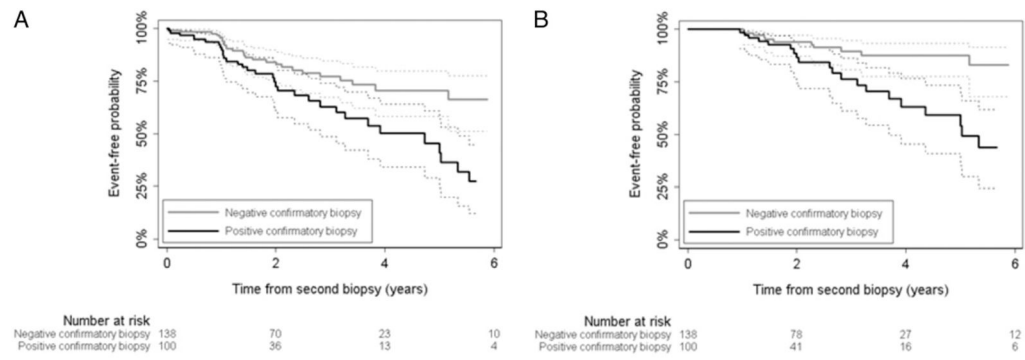 A
100%
75%
50%
25%
0%
Event-free probability
Negative confirmatory biopsy
Positive confirmatory biopsy
0 2 4 6
Time from second biopsy (years)
Number at risk
Negative confirmatory biopsy 138 70 23 10
Positive confirmatory biopsy 100 36 13 4
B
100%
75%
50%
25%
0%
Event-free probability
Negative confirmatory biopsy
Positive confirmatory biopsy
0 2 4 6
Time from second biopsy (years)
Number at risk
Negative confirmatory biopsy 138 78 27 12
Positive confirmatory biopsy 100 41 16 6